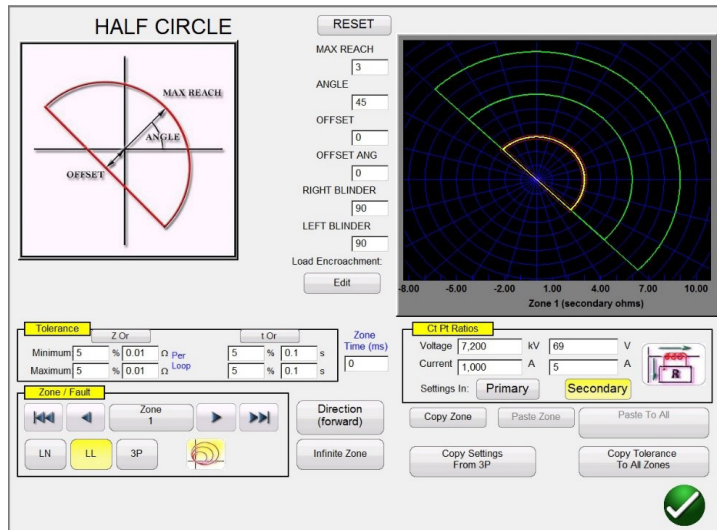 HALF CIRCLE
RESET
MAX REACH
3
ANGLE
45
OFFSET
0
OFFSET ANG
0
RIGHT BLINDER
90
LEFT BLINDER
90
Load Encroachment:
Edit
MAX REACH
ANGLE
OFFSET
-8.00 -5.00 -2.00 1.00 4.00 7.00 10.00
Zone 1 (secondary ohms)
Tolerance
Z Or t Or
Minimum 5 % 0.01 Ω Per 5 % 0.1 s
Maximum 5 % 0.01 Ω Loop 5 % 0.1 s
Zone
Time (ms)
0
Ct Pt Ratios
Voltage 7,200 kV 69 V
Current 1,000 A 5 A
Settings In: Primary Secondary
R
Zone / Fault
Zone
1
LN LL 3P
Direction
(forward)
Infinite Zone
Copy Zone Paste Zone Paste To All
Copy Settings
From 3P
Copy Tolerance
To All Zones